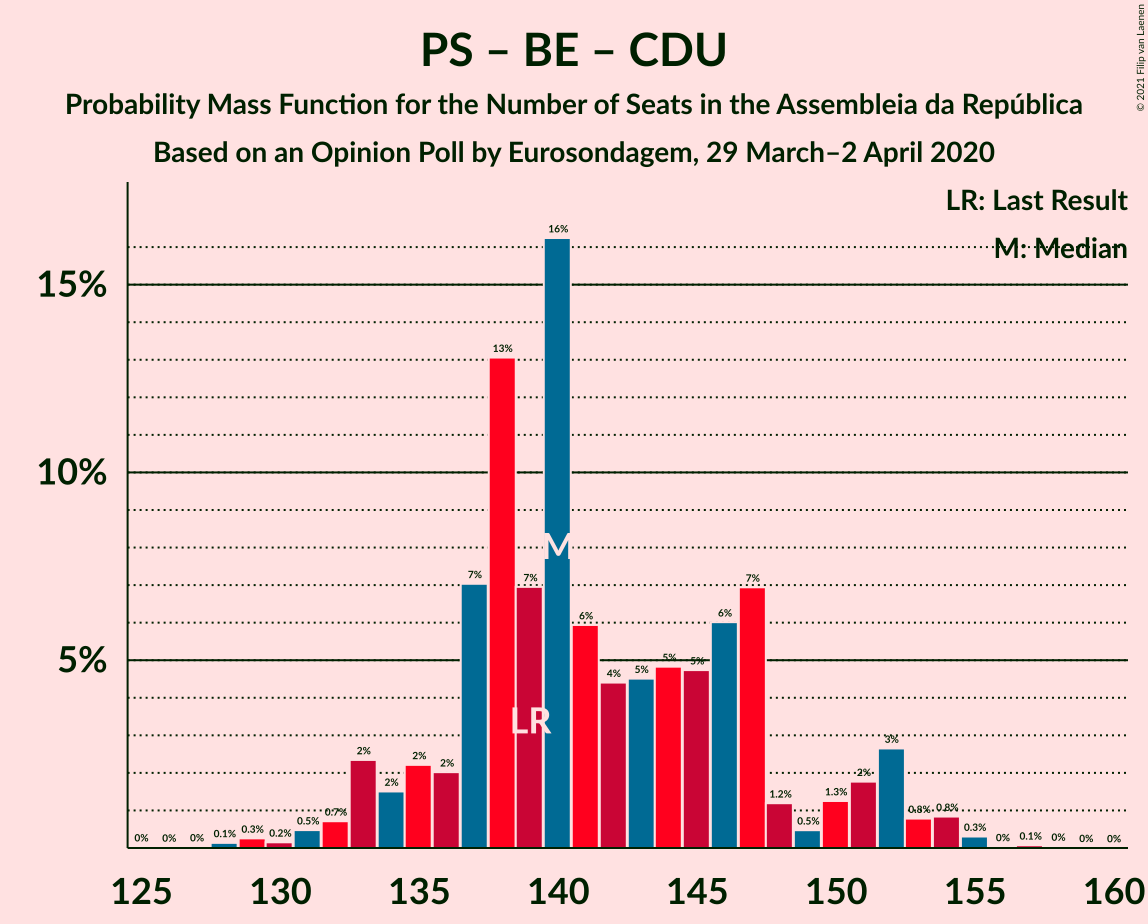 PS – BE – CDU
Probability Mass Function for the Number of Seats in the Assembleia da República
Based on an Opinion Poll by Eurosondagem, 29 March–2 April 2020
© 2021 Filip van Laenen
LR: Last Result
M: Median
15%
10%
5%
0% 0% 0% 0.1% 0.3% 0.2% 0.5% 0.7% 2% 2% 2% 2% 7% 13% 7% 16% 6% 4% 5% 5% 5% 6% 7% 1.2% 0.5% 1.3% 2% 3% 0.8% 0.8% 0.3% 0% 0.1% 0% 0% 0%
M
LR
125 130 135 140 145 150 155 160